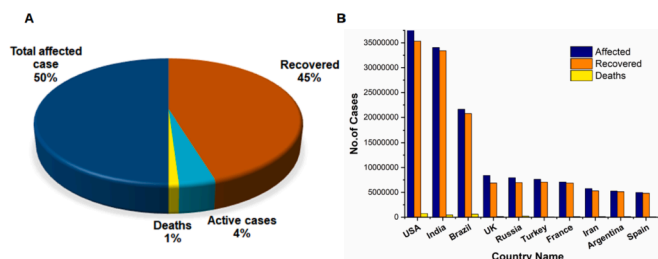 A
Total affected
case
50%
Recovered
45%
Deaths
1%
Active cases
4%
B
No.of Cases
35000000
30000000
25000000
20000000
15000000
10000000
5000000
0
Affected
Recovered
Deaths
USA
India
Brazil
UK
Russia
Turkey
France
Iran
Argentina
Spain
Country Name